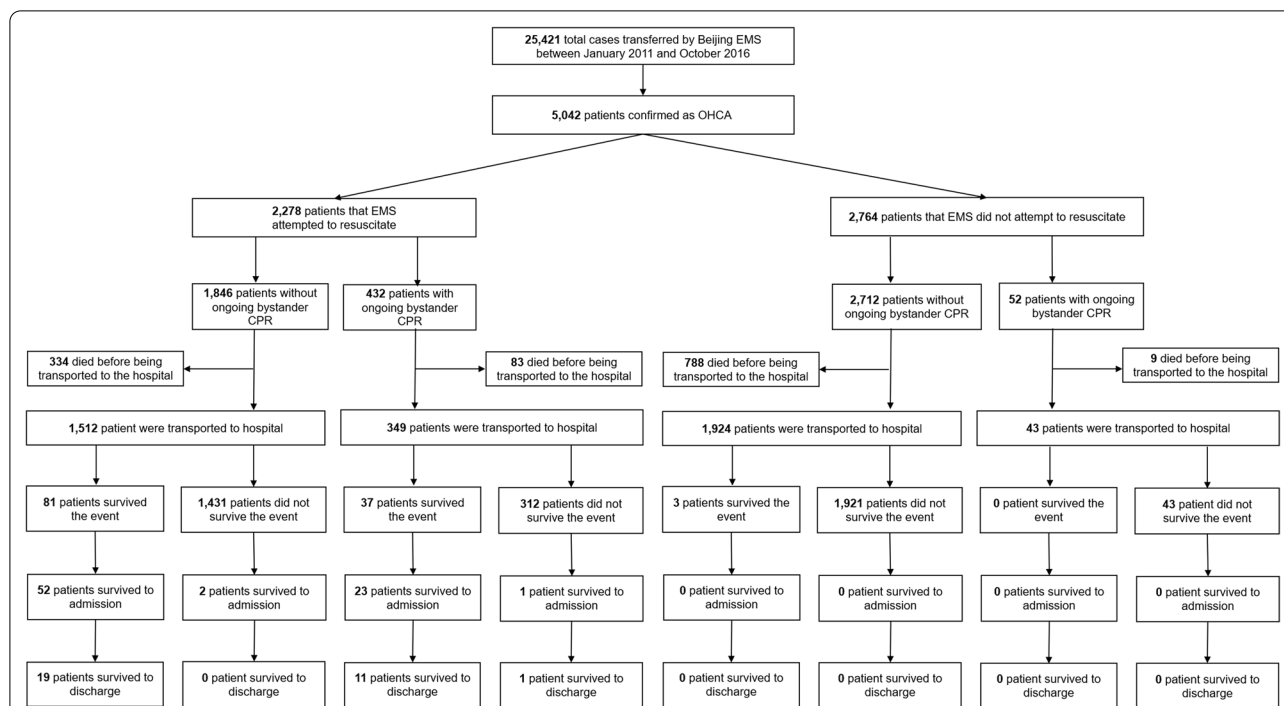 25,421 total cases transferred by Beijing EMS
between January 2011 and October 2016
5,042 patients confirmed as OHCA
2,278 patients that EMS
attempted to resuscitate
2,764 patients that EMS did not attempt to resuscitate
1,846 patients without
ongoing bystander
CPR
432 patients with
ongoing bystander
CPR
2,712 patients without
ongoing bystander CPR
52 patients with ongoing
bystander CPR
334 died before being
transported to the hospital
83 died before being
transported to the hospital
788 died before being
transported to the hospital
9 died before being
transported to the hospital
1,512 patient were transported to hospital
349 patients were transported to hospital
1,924 patients were transported to hospital
43 patients were transported to hospital
81 patients survived
the event
1,431 patients did not
survive the event
37 patients survived
the event
312 patients did not
survive the event
3 patients survived the
event
1,921 patients did not
survive the event
0 patient survived the
event
43 patient did not
survive the event
52 patients survived to
admission
2 patients survived to
admission
23 patients survived to
admission
1 patient survived to
admission
0 patient survived to
admission
0 patient survived to
admission
0 patient survived to
admission
0 patient survived to
admission
19 patients survived to
discharge
0 patient survived to
discharge
11 patients survived to
discharge
1 patient survived to
discharge
0 patient survived to
discharge
0 patient survived to
discharge
0 patient survived to
discharge
0 patient survived to
discharge